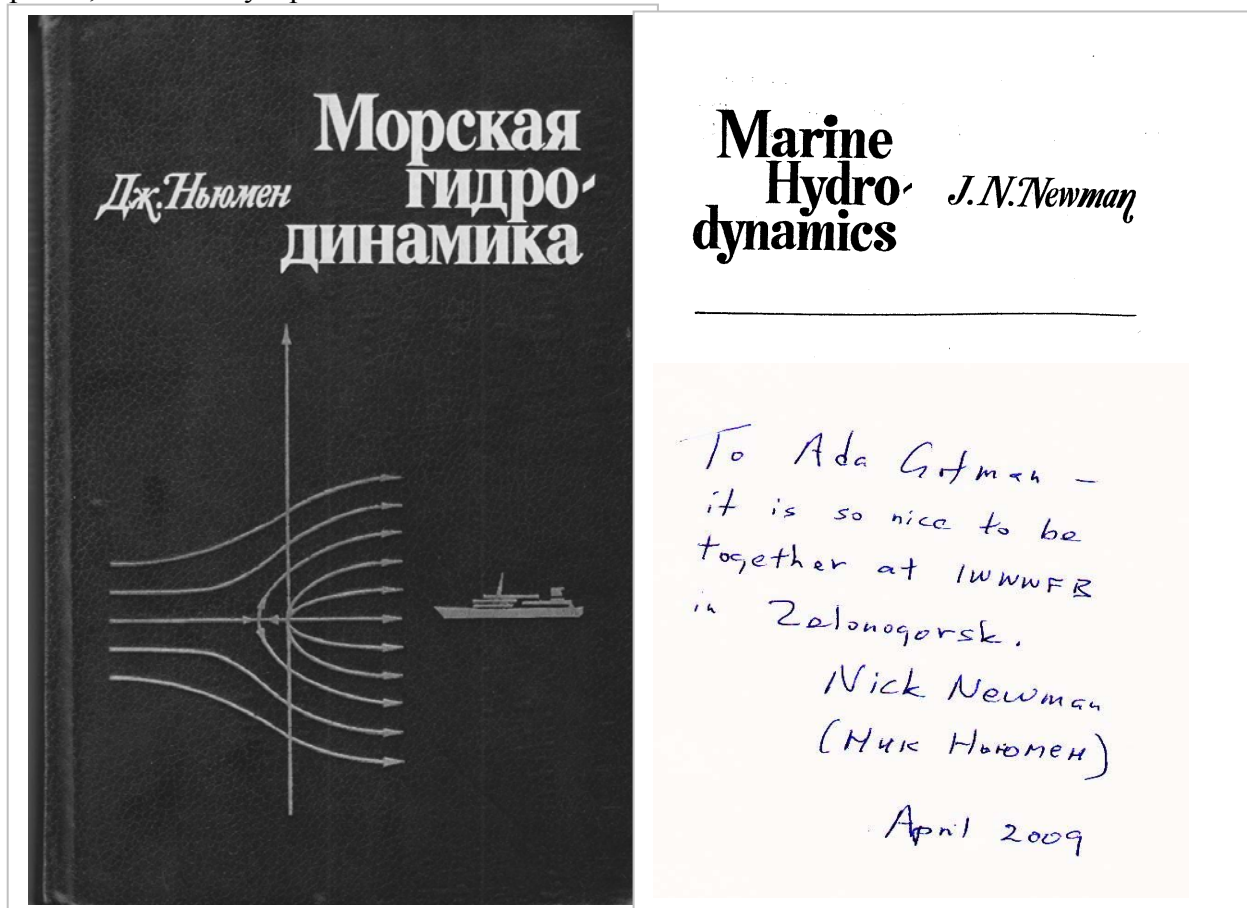 Морская
гидро-
динамика
Дж. Ньюмен
Marine
Hydro-
dynamics
J. N. Newman
To Ada Gotman –
it is so nice to be
together at IWWWFB
in Zelonogorsk.
Nick Newman
(Ник Ньюмен)
April 2009